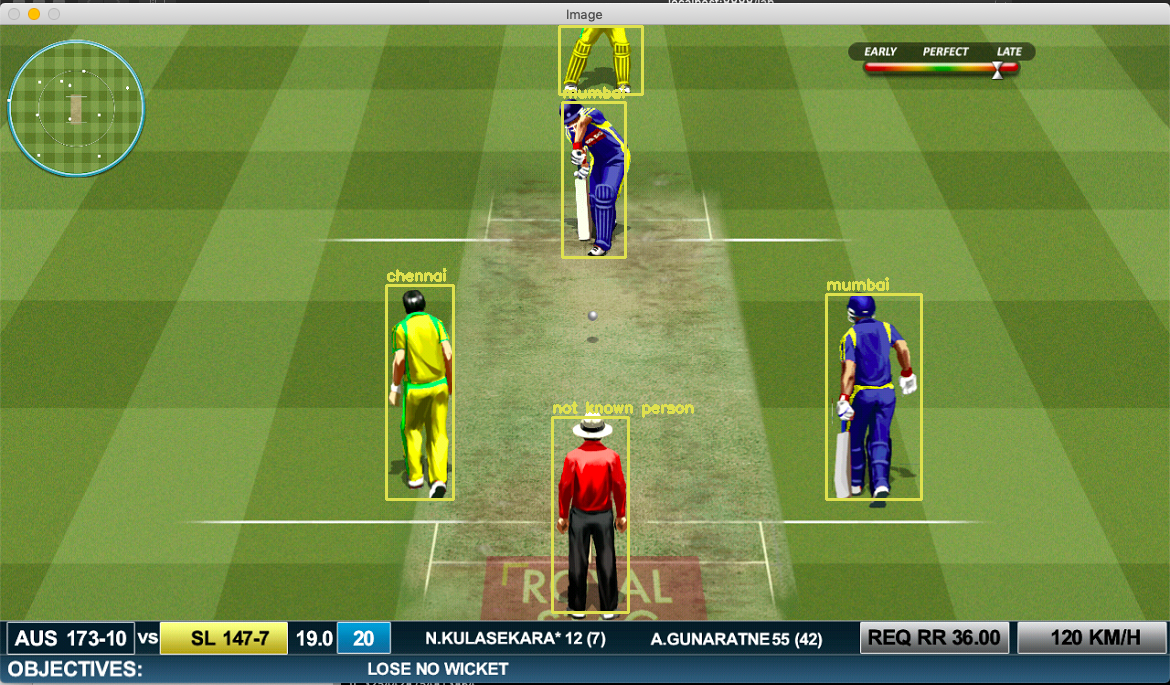 Image
EARLY PERFECT LATE
mumbai
chennai
mumbai
not known person
ROYAL
AUS 173-10 vs SL 147-7 19.0 20 N.KULASEKARA* 12 (7) A.GUNARATNE 55 (42) REQ RR 36.00 120 KM/H
OBJECTIVES: LOSE NO WICKET